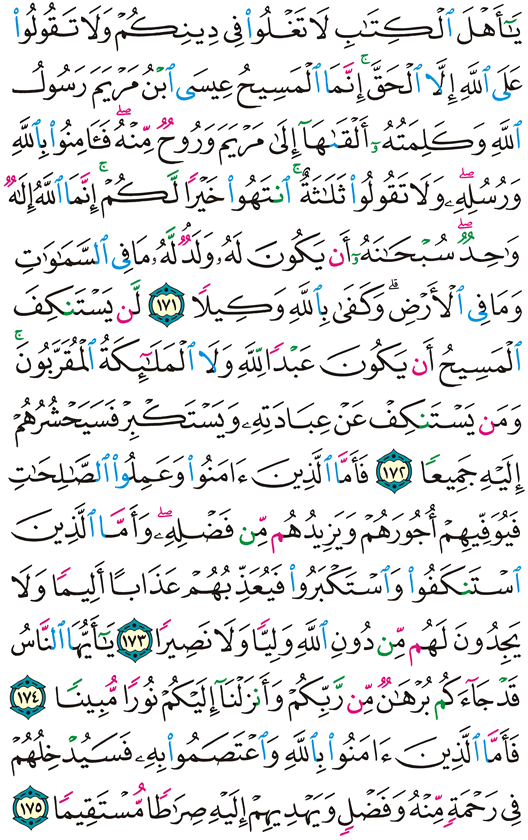 يَـٰٓأَهْلَ ٱلْكِتَـٰبِ لَا تَغْلُوا۟ فِى دِينِكُمْ وَلَا تَقُولُوا۟
عَلَى ٱللَّهِ إِلَّا ٱلْحَقَّ ۚ إِنَّمَا ٱلْمَسِيحُ عِيسَى ٱبْنُ مَرْيَمَ رَسُولُ
ٱللَّهِ وَكَلِمَتُهُۥٓ أَلْقَىٰهَآ إِلَىٰ مَرْيَمَ وَرُوحٌ مِّنْهُ ۖ فَـَٔامِنُوا۟ بِٱللَّهِ
وَرُسُلِهِۦ ۖ وَلَا تَقُولُوا۟ ثَلَـٰثَةٌ ۚ ٱنتَهُوا۟ خَيْرًا لَّكُمْ ۚ إِنَّمَا ٱللَّهُ إِلَـٰهٌ
وَٰحِدٌ ۖ سُبْحَـٰنَهُۥٓ أَن يَكُونَ لَهُۥ وَلَدٌ ۘ لَّهُۥ مَا فِى ٱلسَّمَـٰوَٰتِ
وَمَا فِى ٱلْأَرْضِ ۗ وَكَفَىٰ بِٱللَّهِ وَكِيلًا ١٧١ لَّن يَسْتَنكِفَ
ٱلْمَسِيحُ أَن يَكُونَ عَبْدًا لِّلَّهِ وَلَا ٱلْمَلَـٰٓئِكَةُ ٱلْمُقَرَّبُونَ ۚ
وَمَن يَسْتَنكِفْ عَنْ عِبَادَتِهِۦ وَيَسْتَكْبِرْ فَسَيَحْشُرُهُمْ
إِلَيْهِ جَمِيعًا ١٧٢ فَأَمَّا ٱلَّذِينَ ءَامَنُوا۟ وَعَمِلُوا۟ ٱلصَّـٰلِحَـٰتِ
فَيُوَفِّيهِمْ أُجُورَهُمْ وَيَزِيدُهُم مِّن فَضْلِهِۦ ۖ وَأَمَّا ٱلَّذِينَ
ٱسْتَنكَفُوا۟ وَٱسْتَكْبَرُوا۟ فَيُعَذِّبُهُمْ عَذَابًا أَلِيمًا وَلَا
يَجِدُونَ لَهُم مِّن دُونِ ٱللَّهِ وَلِيًّا وَلَا نَصِيرًا ١٧٣ يَـٰٓأَيُّهَا ٱلنَّاسُ
قَدْ جَآءَكُم بُرْهَـٰنٌ مِّن رَّبِّكُمْ وَأَنزَلْنَآ إِلَيْكُمْ نُورًا مُّبِينًا ١٧٤
فَأَمَّا ٱلَّذِينَ ءَامَنُوا۟ بِٱللَّهِ وَٱعْتَصَمُوا۟ بِهِۦ فَسَيُدْخِلُهُمْ
فِى رَحْمَةٍ مِّنْهُ وَفَضْلٍ وَيَهْدِيهِمْ إِلَيْهِ صِرَٰطًا مُّسْتَقِيمًا ١٧٥